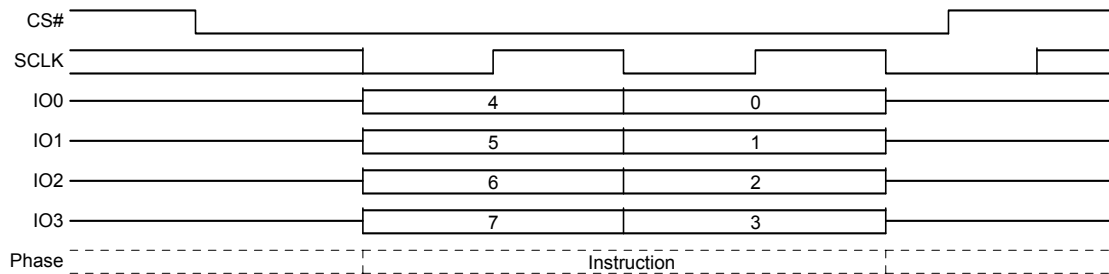 CS#
SCLK
IO0 4 0
IO1 5 1
IO2 6 2
IO3 7 3
Phase Instruction